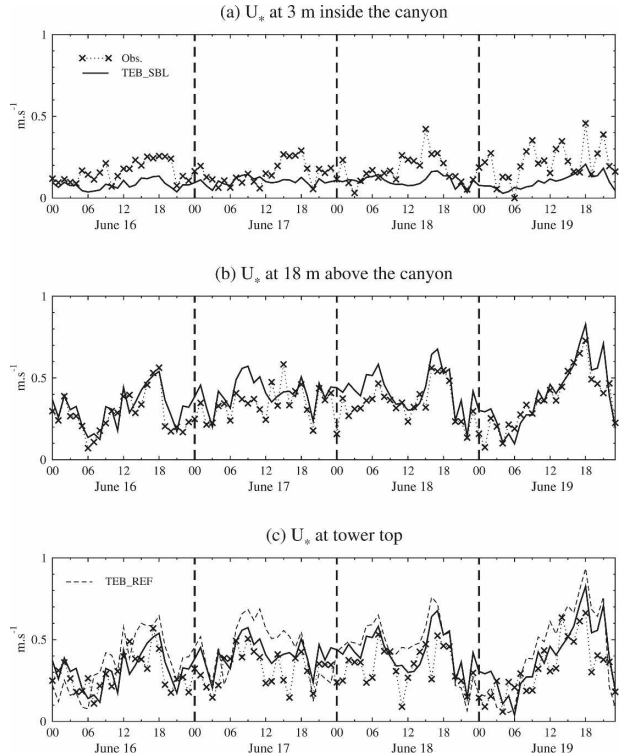 (a) U* at 3 m inside the canyon
1
Obs.
TEB_SBL
m.s⁻¹
0.5
0
00 06 12 18 00 06 12 18 00 06 12 18 00 06 12 18
June 16 June 17 June 18 June 19
(b) U* at 18 m above the canyon
1
m.s⁻¹
0.5
0
00 06 12 18 00 06 12 18 00 06 12 18 00 06 12 18
June 16 June 17 June 18 June 19
(c) U* at tower top
1
TEB_REF
m.s⁻¹
0.5
0
00 06 12 18 00 06 12 18 00 06 12 18 00 06 12 18
June 16 June 17 June 18 June 19